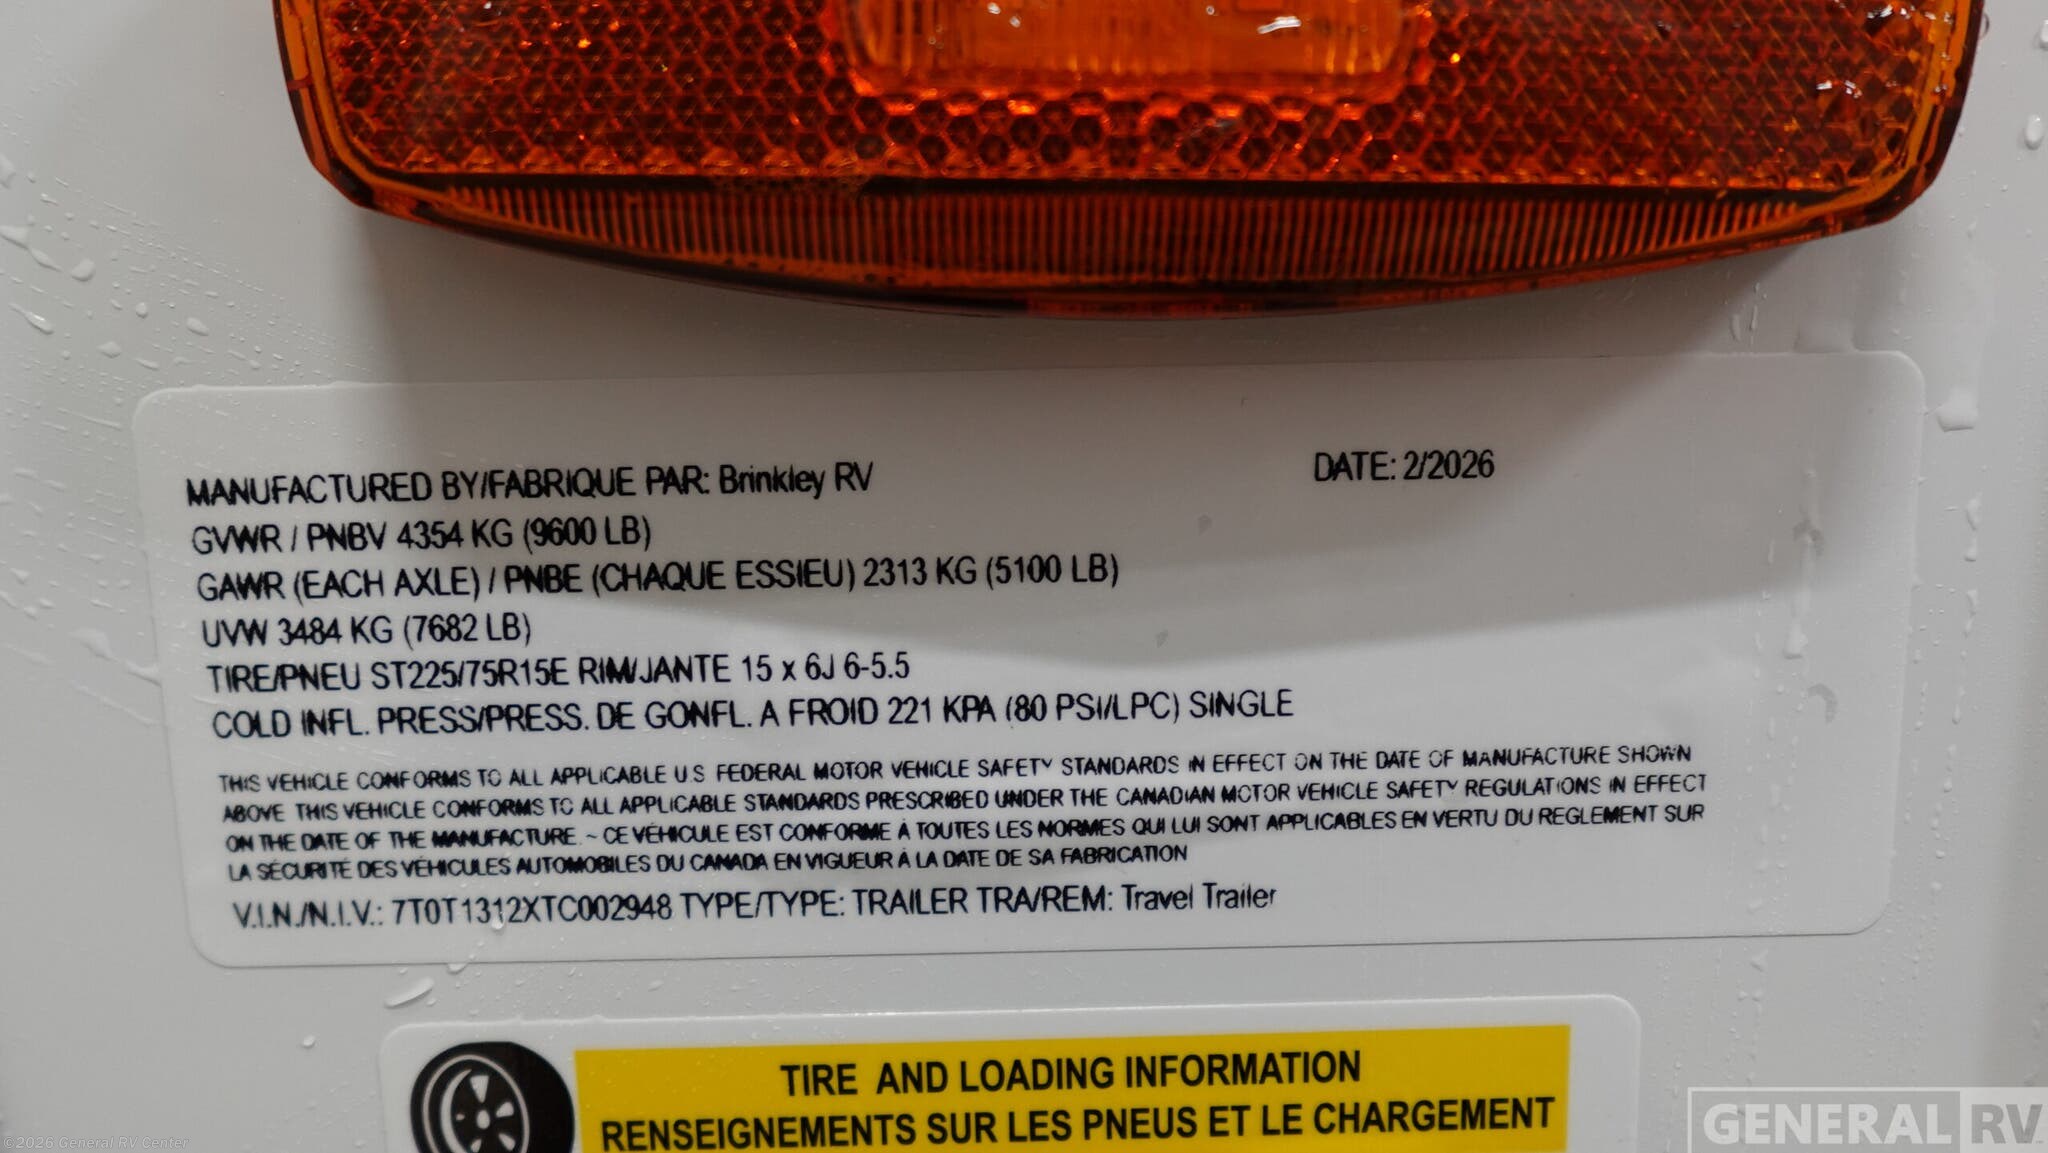 MANUFACTURED BY/FABRIQUE PAR: Brinkley RV DATE: 2/2026
GVWR / PNBV 4354 KG (9600 LB)
GAWR (EACH AXLE) / PNBE (CHAQUE ESSIEU) 2313 KG (5100 LB)
UVW 3484 KG (7682 LB)
TIRE/PNEU ST225/75R15E RIM/JANTE 15 x 6J 6-5.5
COLD INFL. PRESS/PRESS. DE GONFL. A FROID 221 KPA (80 PSI/LPC) SINGLE
THIS VEHICLE CONFORMS TO ALL APPLICABLE U.S FEDERAL MOTOR VEHICLE SAFETY STANDARDS IN EFFECT ON THE DATE OF MANUFACTURE SHOWN
ABOVE THIS VEHICLE CONFORMS TO ALL APPLICABLE STANDARDS PRESCRIBED UNDER THE CANADIAN MOTOR VEHICLE SAFETY REGULATIONS IN EFFECT
ON THE DATE OF THE MANUFACTURE. ~ CE VÉHICULE EST CONFORME À TOUTES LES NORMES QUI LUI SONT APPLICABLES EN VERTU DU REGLEMENT SUR
LA SÉCURITÉ DES VÉHICULES AUTOMOBILES DU CANADA EN VIGUEUR À LA DATE DE SA FABRICATION
V.I.N./N.I.V.: 7T0T1312XTC002948 TYPE/TYPE: TRAILER TRA/REM: Travel Trailer
TIRE AND LOADING INFORMATION
RENSEIGNEMENTS SUR LES PNEUS ET LE CHARGEMENT
©2026 General RV Center
GENERAL RV